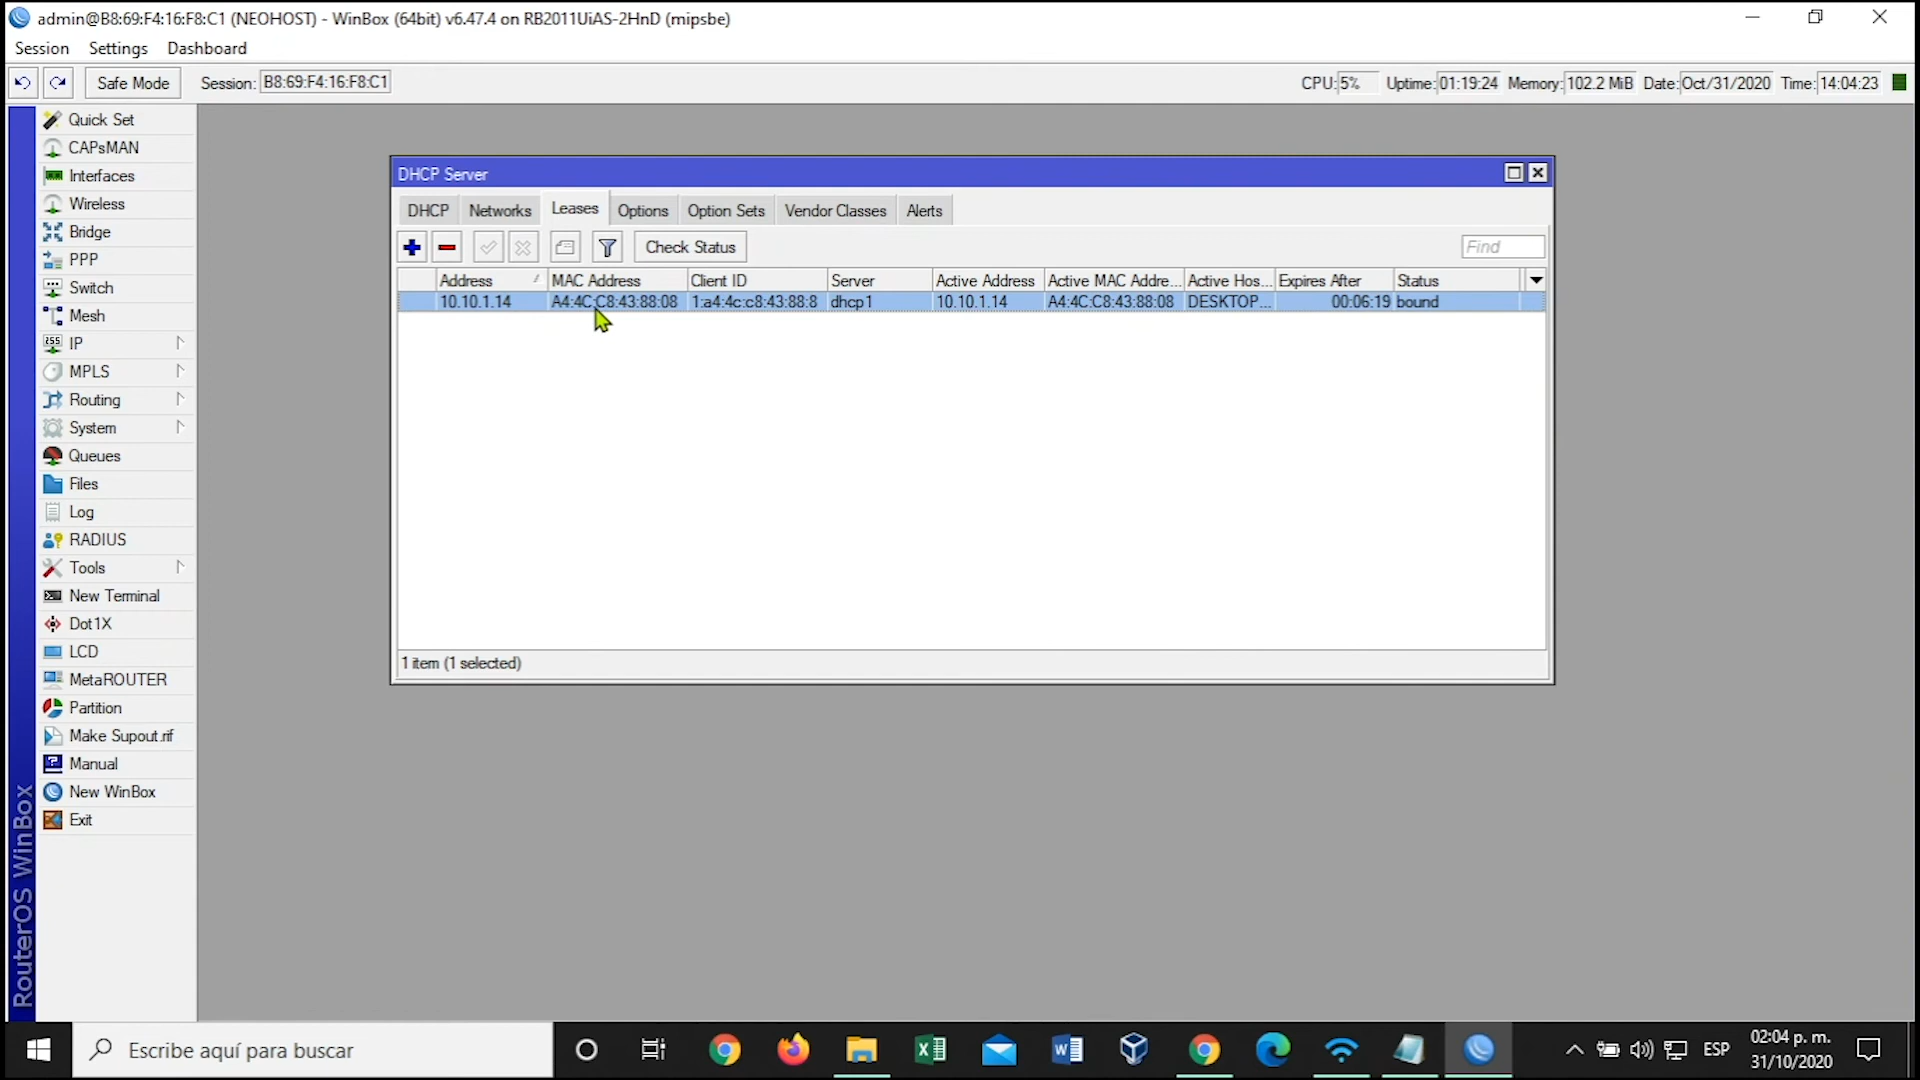 admin@B8:69:F4:16:F8:C1 (NEOHOST) - WinBox (64bit) v6.47.4 on RB2011UiAS-2HnD (mipsbe)
Session Settings Dashboard
Safe Mode Session: B8:69:F4:16:F8:C1 CPU: 5% Uptime: 01:19:24 Memory: 102.2 MiB Date: Oct/31/2020 Time: 14:04:23
Quick Set
CAPsMAN
Interfaces
Wireless
Bridge
PPP
Switch
Mesh
255 IP
MPLS
Routing
System
Queues
Files
Log
RADIUS
Tools
New Terminal
Dot1X
LCD
MetaROUTER
Partition
Make Supout.rif
Manual
New WinBox
Exit
RouterOS WinBox
DHCP Server
DHCP Networks Leases Options Option Sets Vendor Classes Alerts
Check Status Find
Address MAC Address Client ID Server Active Address Active MAC Addre... Active Hos... Expires After Status
10.10.1.14 A4:4C:C8:43:88:08 1:a4:4c:c8:43:88:8 dhcp1 10.10.1.14 A4:4C:C8:43:88:08 DESKTOP... 00:06:19 bound
1 item (1 selected)
Escribe aquí para buscar
ESP
02:04 p. m.
31/10/2020